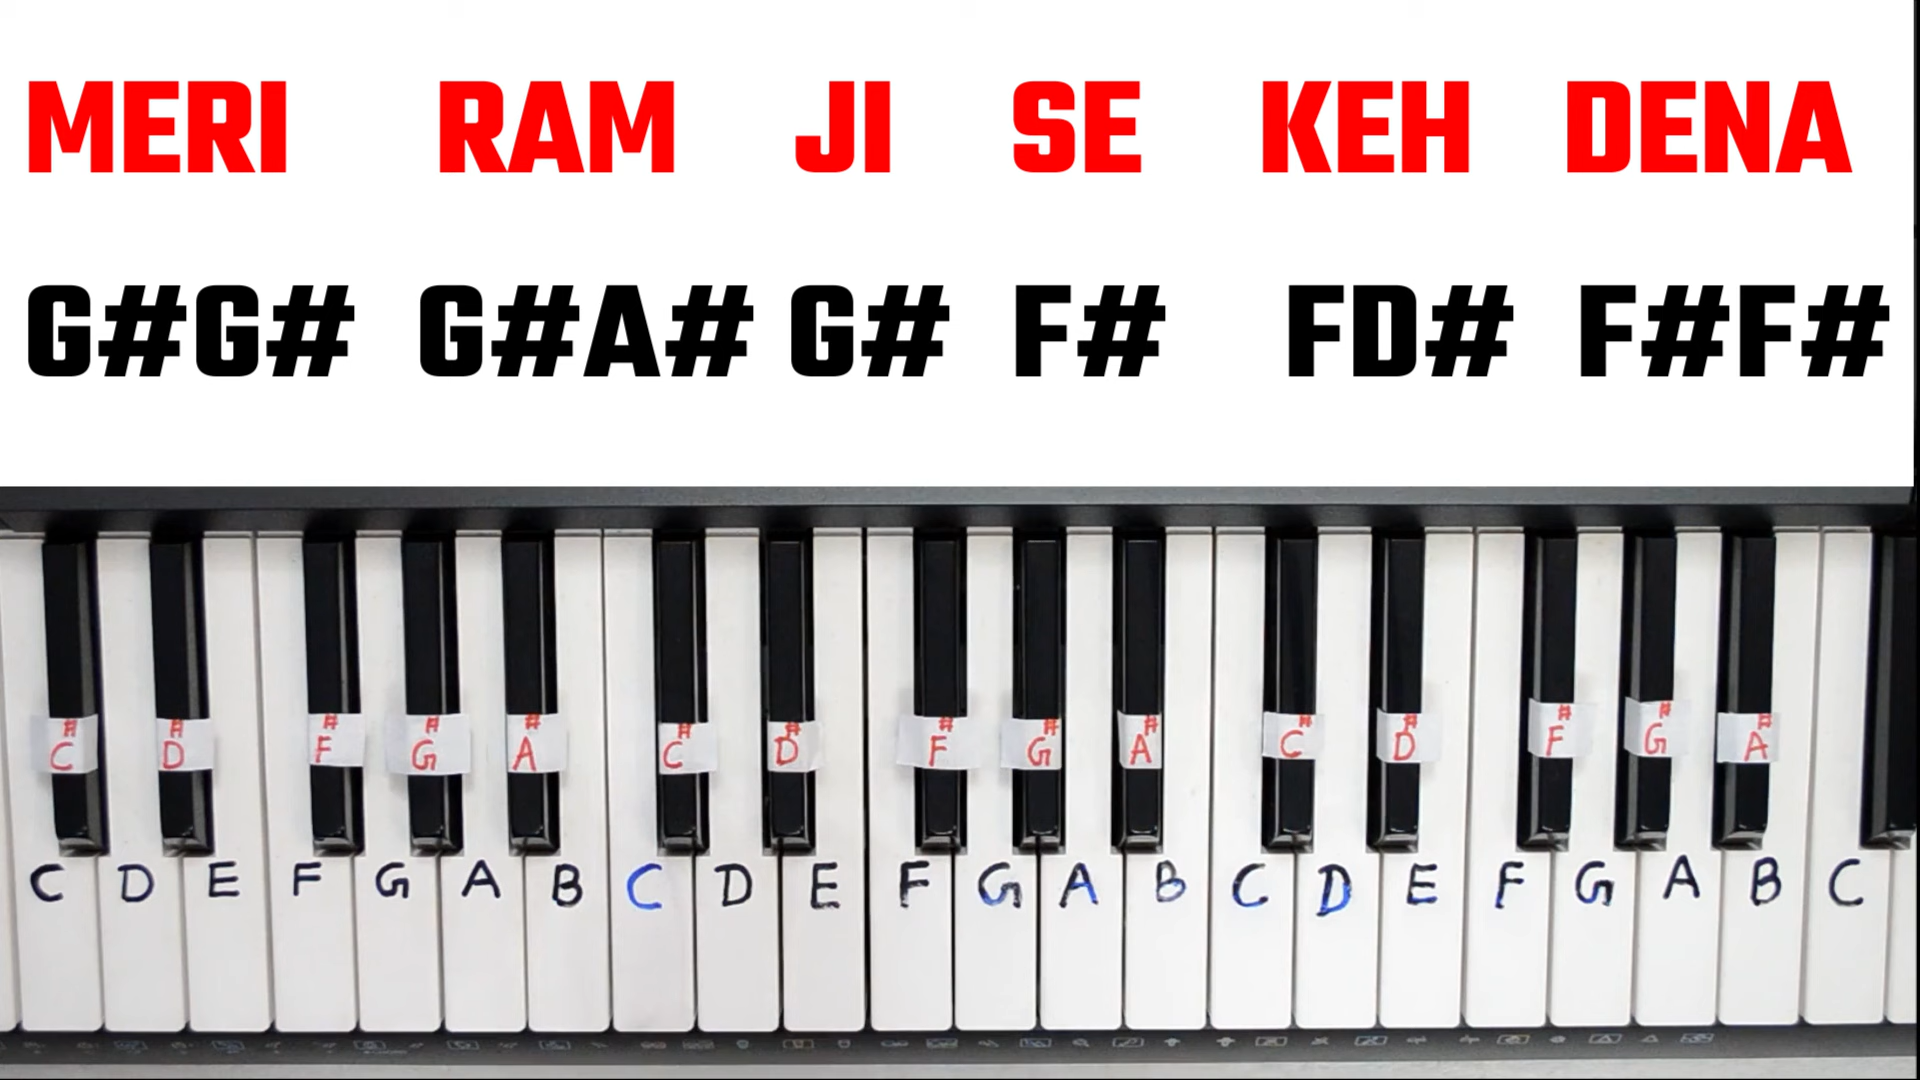 MERI RAM JI SE KEH DENA
G#G# G#A# G# F# FD# F#F#
C# D# F# G# A# C# D# F# G# A# C# D# F# G# A#
C D E F G A B C D E F G A B C D E F G A B C